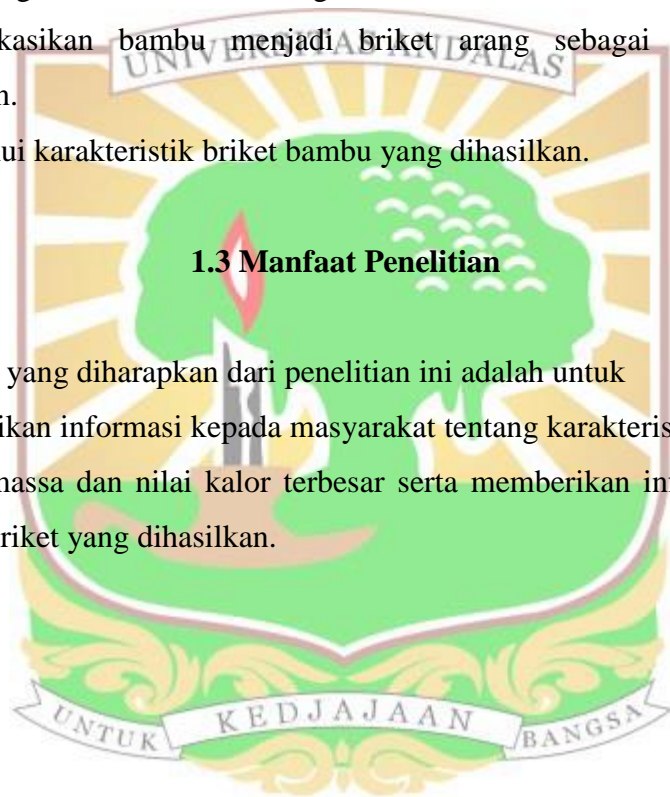 kasikan bambu menjadi briket arang sebagai
UNIVERSITAS ANDALAS
n.
ui karakteristik briket bambu yang dihasilkan.
1.3 Manfaat Penelitian
yang diharapkan dari penelitian ini adalah untuk
ikan informasi kepada masyarakat tentang karakteris
nassa dan nilai kalor terbesar serta memberikan in
riket yang dihasilkan.
UNTUK KEDJAJAAN BANGSA